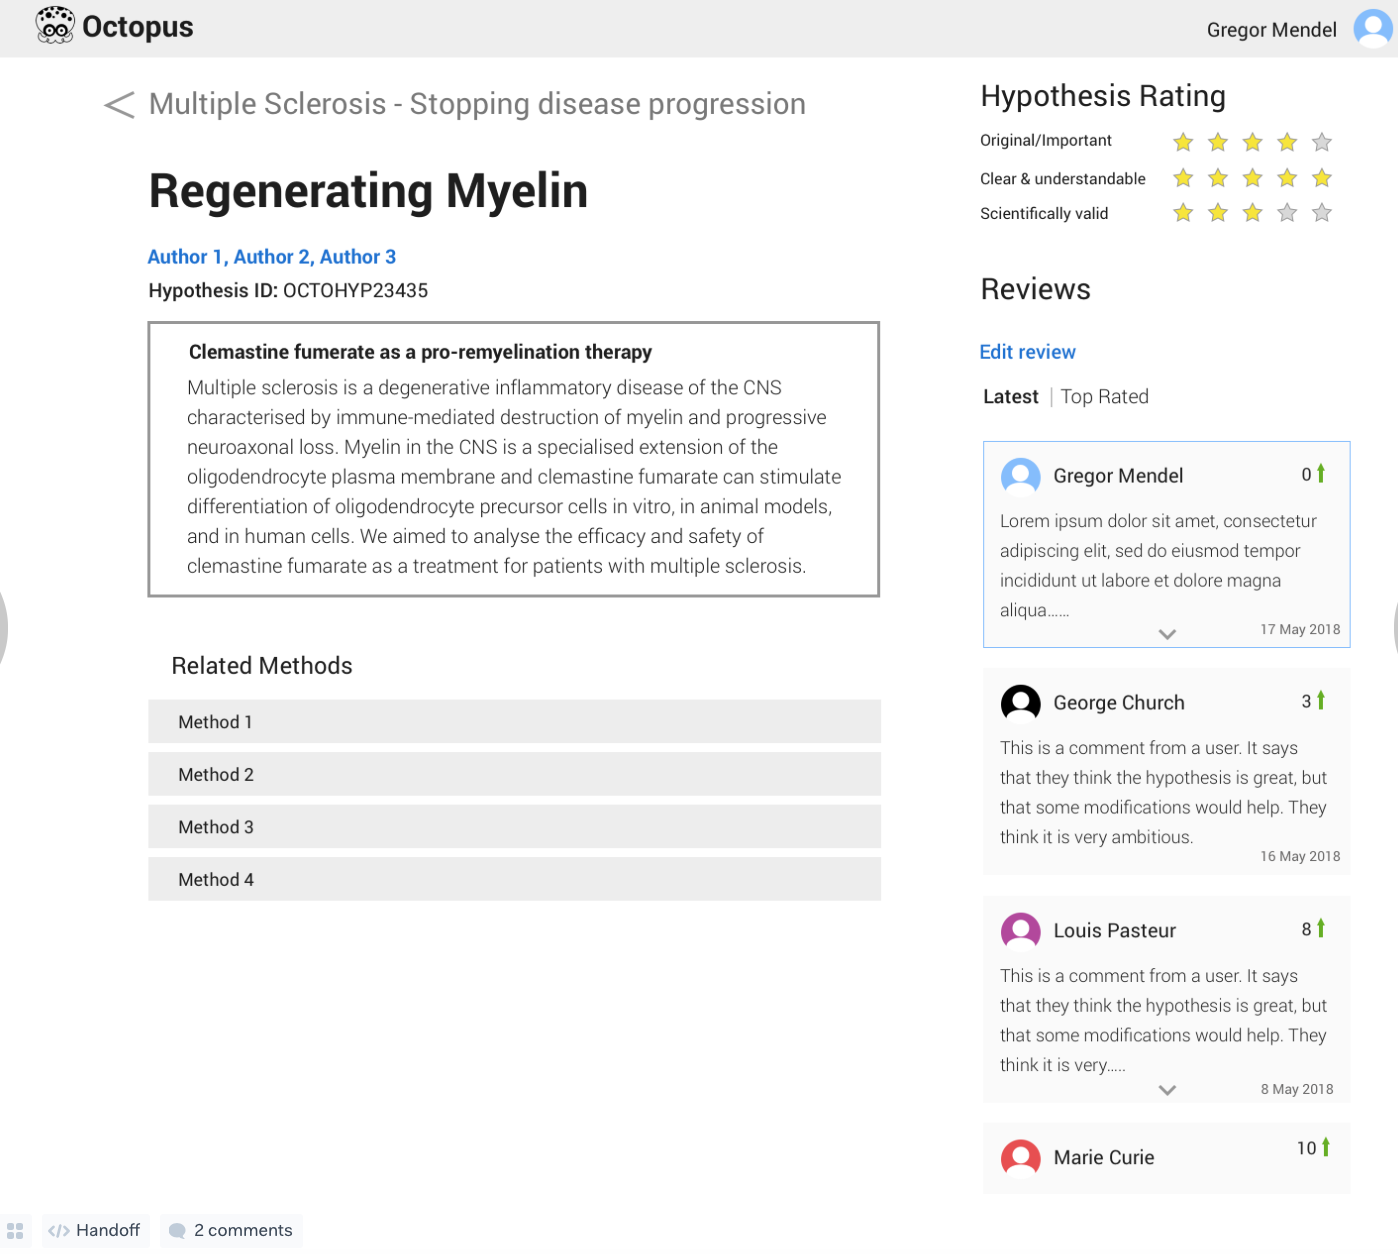 Octopus
Gregor Mendel
Multiple Sclerosis - Stopping disease progression
Regenerating Myelin
Author 1, Author 2, Author 3
Hypothesis ID: OCTOHYP23435
Clemastine fumerate as a pro-remyelination therapy
Multiple sclerosis is a degenerative inflammatory disease of the CNS
characterised by immune-mediated destruction of myelin and progressive
neuroaxonal loss. Myelin in the CNS is a specialised extension of the
oligodendrocyte plasma membrane and clemastine fumarate can stimulate
differentiation of oligodendrocyte precursor cells in vitro, in animal models,
and in human cells. We aimed to analyse the efficacy and safety of
clemastine fumarate as a treatment for patients with multiple sclerosis.
Related Methods
Method 1
Method 2
Method 3
Method 4
Hypothesis Rating
Original/Important
Clear & understandable
Scientifically valid
Reviews
Edit review
Latest | Top Rated
Gregor Mendel 0
Lorem ipsum dolor sit amet, consectetur
adipiscing elit, sed do eiusmod tempor
incididunt ut labore et dolore magna
aliqua......
17 May 2018
George Church 3
This is a comment from a user. It says
that they think the hypothesis is great, but
that some modifications would help. They
think it is very ambitious.
16 May 2018
Louis Pasteur 8
This is a comment from a user. It says
that they think the hypothesis is great, but
that some modifications would help. They
think it is very.....
8 May 2018
Marie Curie 10
</> Handoff
2 comments